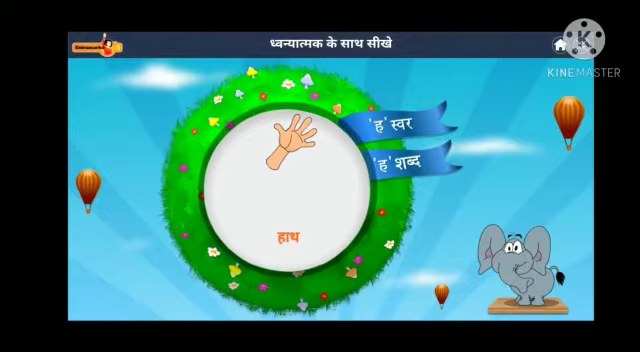 ध्वन्यात्मक के साथ सीखे
KINEMASTER
'ह' स्वर
'ह' शब्द
हाथ